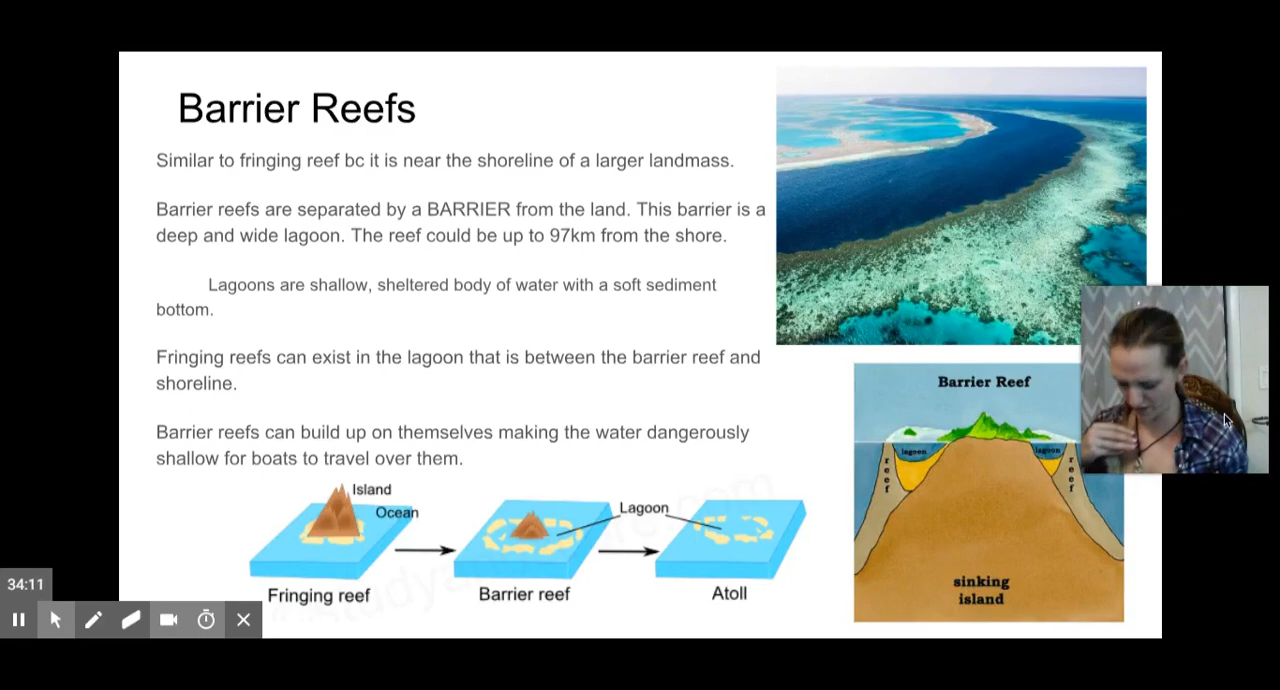 Barrier Reefs
Similar to fringing reef bc it is near the shoreline of a larger landmass.
Barrier reefs are separated by a BARRIER from the land. This barrier is a
deep and wide lagoon. The reef could be up to 97km from the shore.
Lagoons are shallow, sheltered body of water with a soft sediment
bottom.
Fringing reefs can exist in the lagoon that is between the barrier reef and
shoreline.
Barrier reefs can build up on themselves making the water dangerously
shallow for boats to travel over them.
Island
Ocean
Lagoon
Fringing reef
Barrier reef
Atoll
Barrier Reef
lagoon
lagoon
reef
reef
sinking
island
34:11